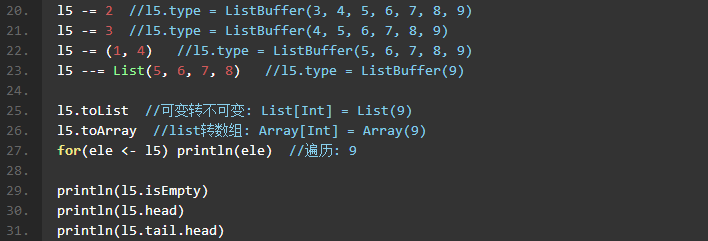 20. l5 -= 2 //l5.type = ListBuffer(3, 4, 5, 6, 7, 8, 9)
21. l5 -= 3 //l5.type = ListBuffer(4, 5, 6, 7, 8, 9)
22. l5 -= (1, 4) //l5.type = ListBuffer(5, 6, 7, 8, 9)
23. l5 --= List(5, 6, 7, 8) //l5.type = ListBuffer(9)
24.
25. l5.toList //可变转不可变: List[Int] = List(9)
26. l5.toArray //list转数组: Array[Int] = Array(9)
27. for(ele <- l5) println(ele) //遍历: 9
28.
29. println(l5.isEmpty)
30. println(l5.head)
31. println(l5.tail.head)